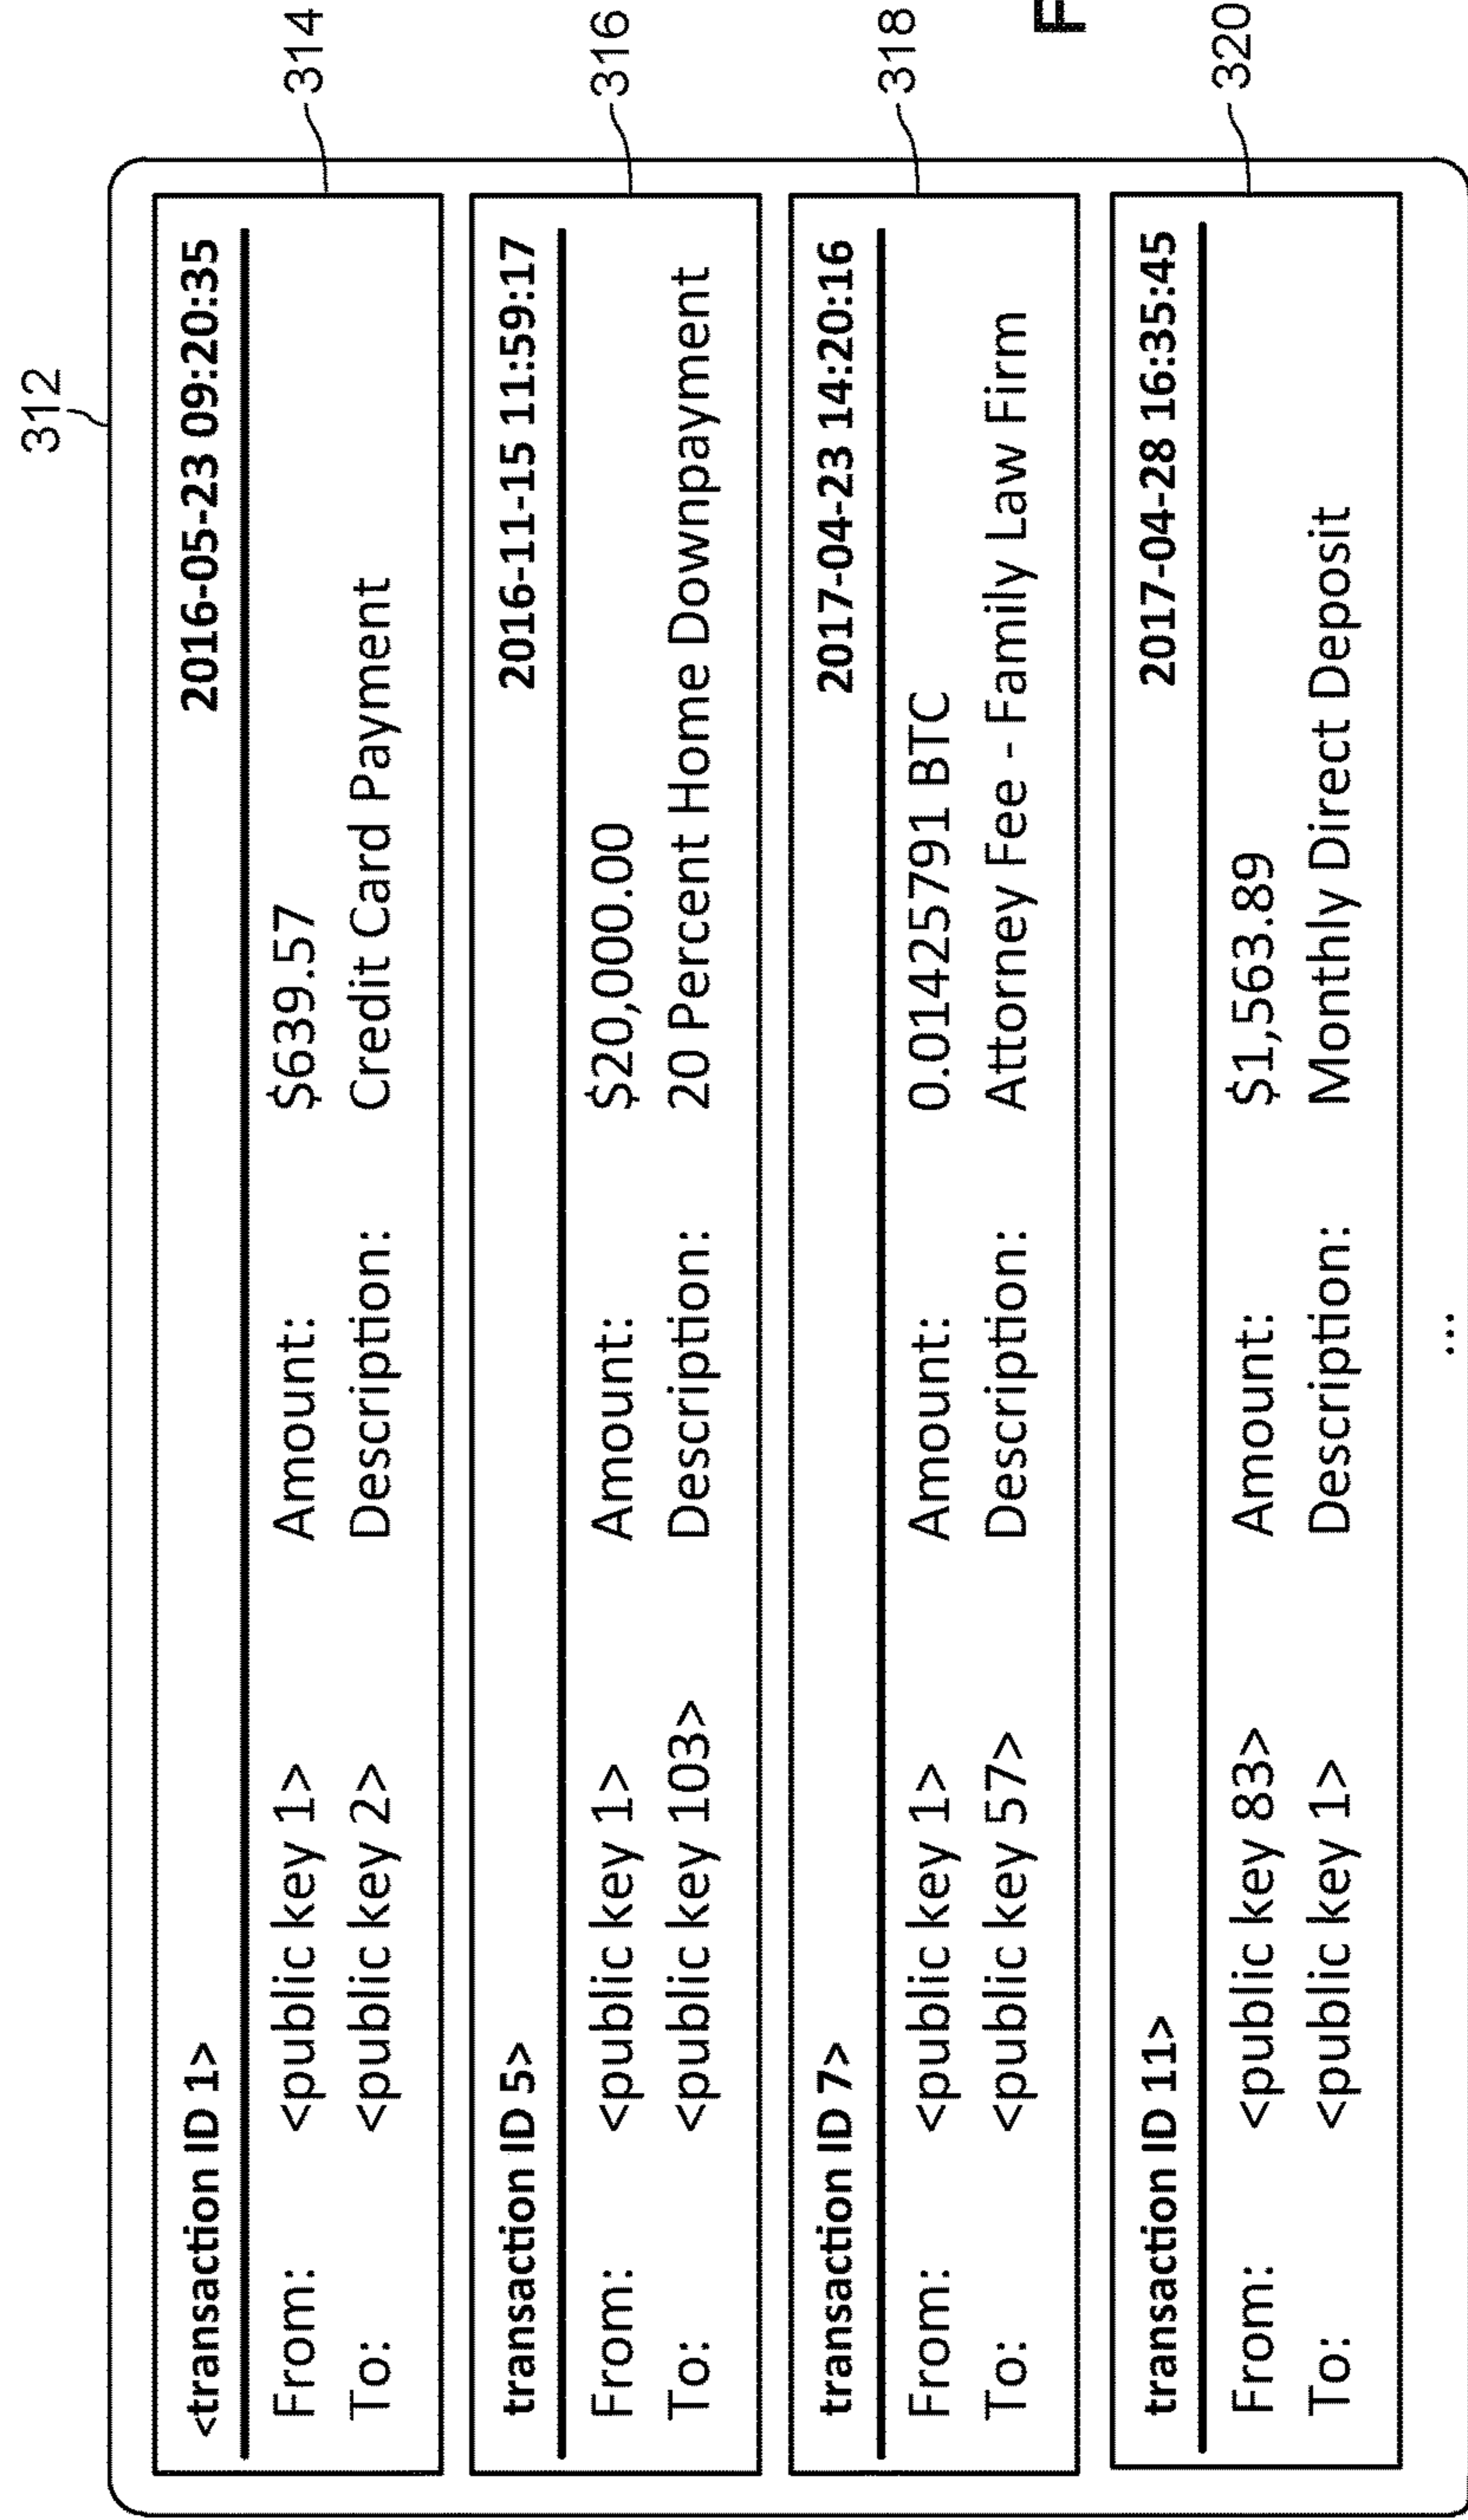 312
<transaction ID 1> 2016-05-23 09:20:35
From: <public key 1> Amount: $639.57
To: <public key 2> Description: Credit Card Payment
314
transaction ID 5> 2016-11-15 11:59:17
From: <public key 1> Amount: $20,000.00
To: <public key 103> Description: 20 Percent Home Downpayment
316
transaction ID 7> 2017-04-23 14:20:16
From: <public key 1> Amount: 0.01425791 BTC
To: <public key 57> Description: Attorney Fee - Family Law Firm
318
transaction ID 11> 2017-04-28 16:35:45
From: <public key 83> Amount: $1,563.89
To: <public key 1> Description: Monthly Direct Deposit
320
...